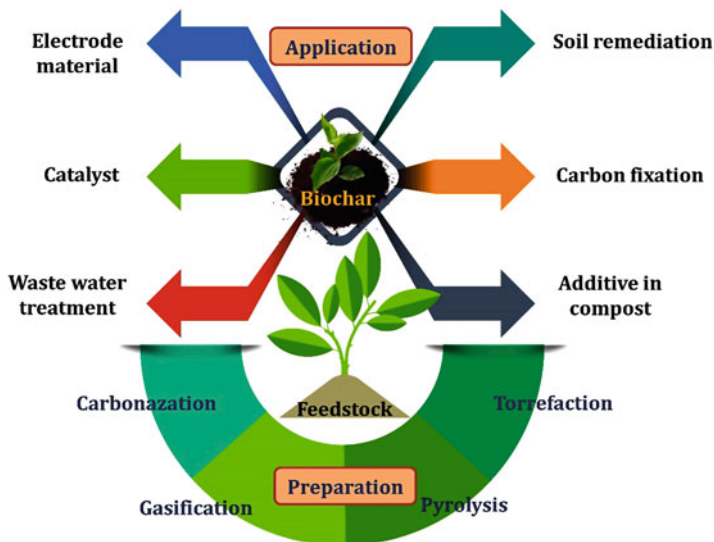 Electrode
material
Application
Soil remediation
Catalyst
Biochar
Carbon fixation
Waste water
treatment
Additive in
compost
Carbonazation
Feedstock
Torrefaction
Gasification
Preparation
Pyrolysis